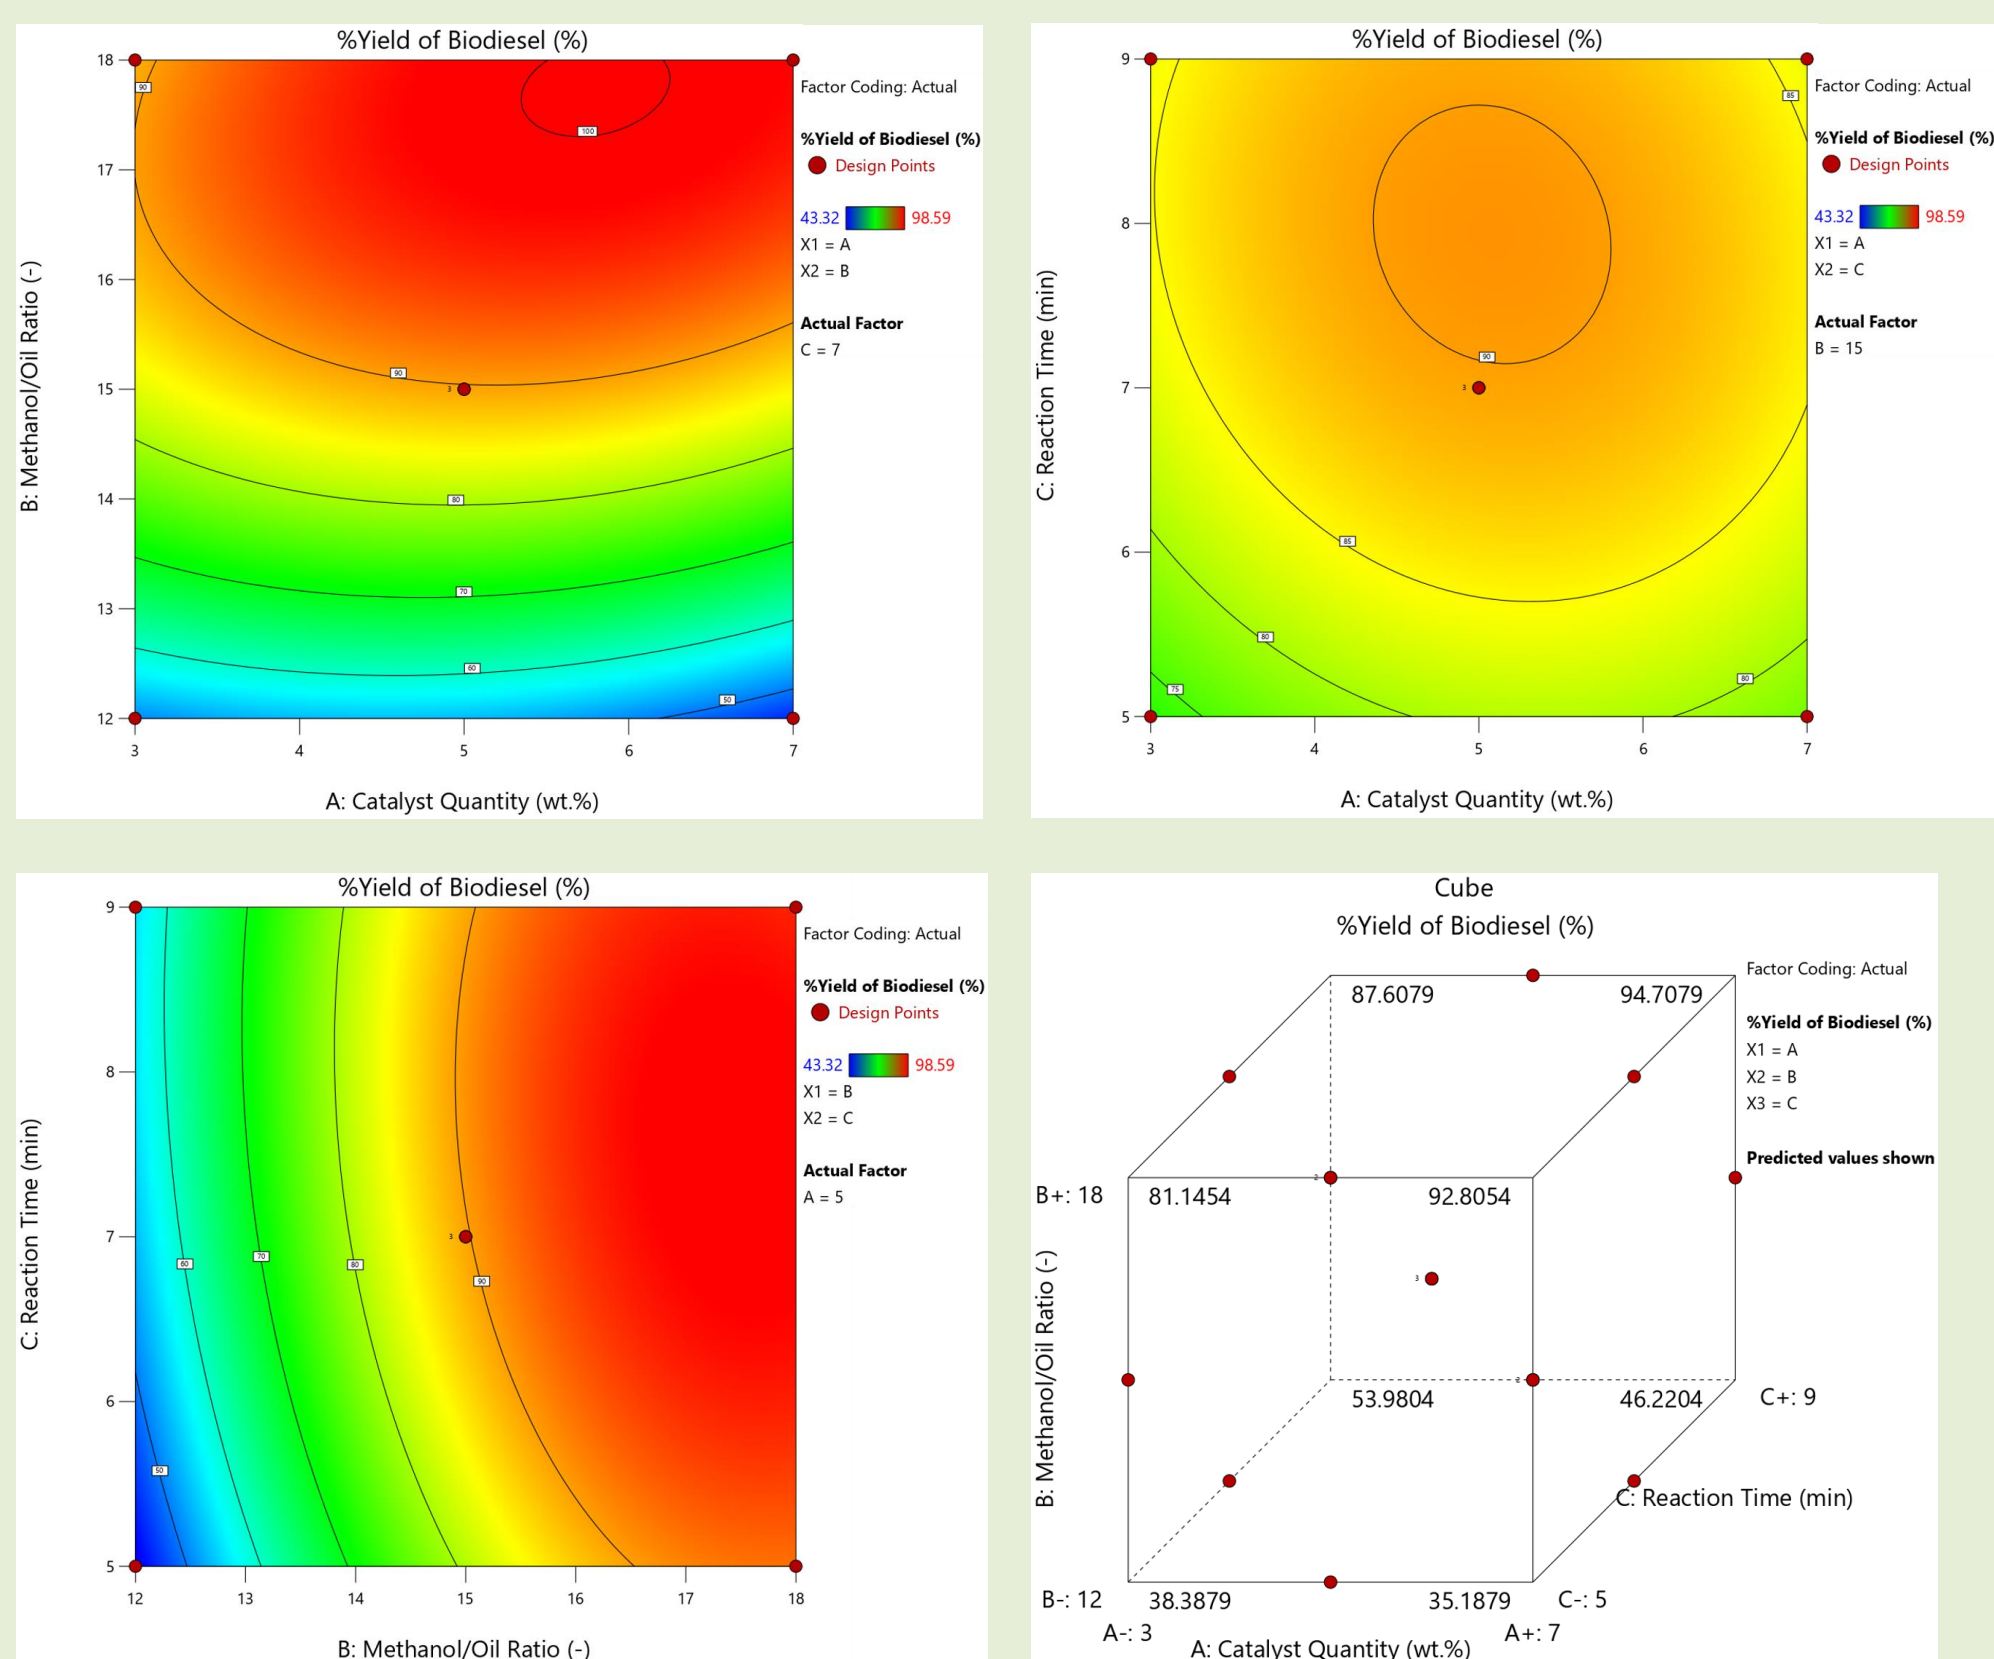 %Yield of Biodiesel (%)
18
17
16
15
14
13
12
3
4
5
6
7
90
100
90
3
80
70
60
50
B: Methanol/Oil Ratio (-)
A: Catalyst Quantity (wt.%)
Factor Coding: Actual
%Yield of Biodiesel (%)
Design Points
43.32 98.59
X1 = A
X2 = B
Actual Factor
C = 7
%Yield of Biodiesel (%)
9
8
7
6
5
3
4
5
6
7
85
90
3
85
80
80
75
C: Reaction Time (min)
A: Catalyst Quantity (wt.%)
Factor Coding: Actual
%Yield of Biodiesel (%)
Design Points
43.32 98.59
X1 = A
X2 = C
Actual Factor
B = 15
%Yield of Biodiesel (%)
9
8
7
6
5
12
13
14
15
16
17
18
3
60
70
80
90
50
C: Reaction Time (min)
B: Methanol/Oil Ratio (-)
Factor Coding: Actual
%Yield of Biodiesel (%)
Design Points
43.32 98.59
X1 = B
X2 = C
Actual Factor
A = 5
Cube
%Yield of Biodiesel (%)
Factor Coding: Actual
%Yield of Biodiesel (%)
X1 = A
X2 = B
X3 = C
Predicted values shown
87.6079 94.7079
2
B+: 18 81.1454 92.8054
3
2
53.9804 46.2204 C+: 9
B: Methanol/Oil Ratio (-)
C: Reaction Time (min)
B-: 12 38.3879 35.1879 C-: 5
A-: 3 A+: 7
A: Catalyst Quantity (wt.%)